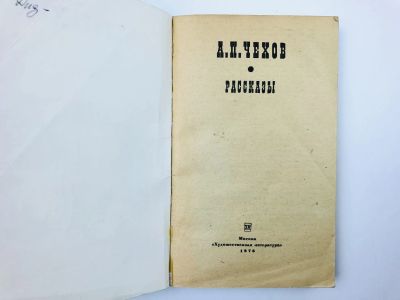 А.П.ЧЕХОВ
•
РАССКАЗЫ
Москва
«Художественная литература»